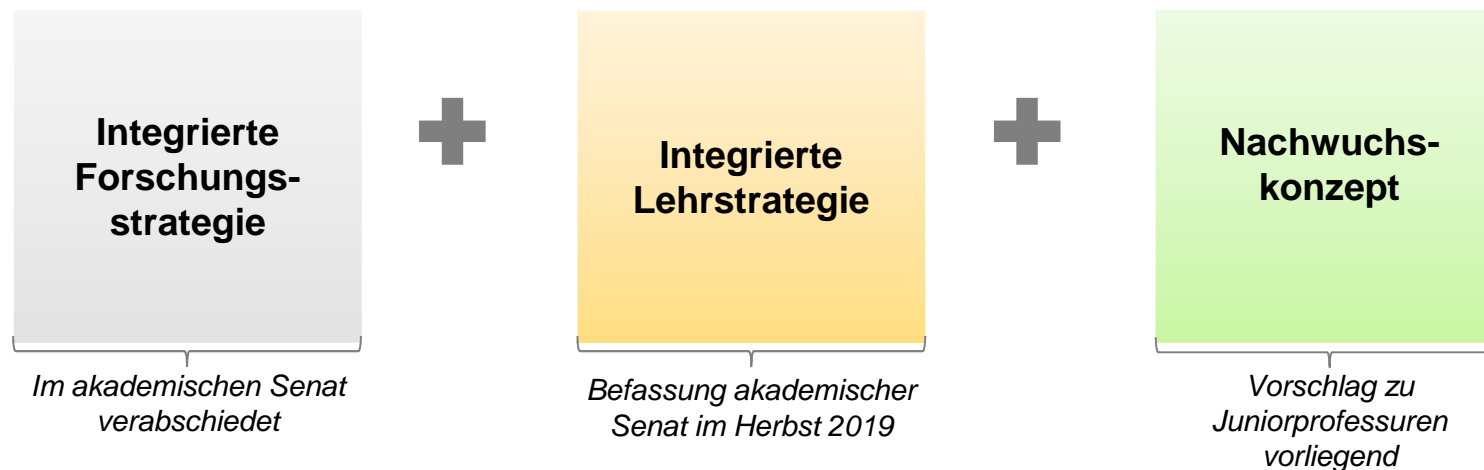 Integrierte
Forschungs-
strategie
Im akademischen Senat
verabschiedet
Integrierte
Lehrstrategie
Befassung akademischer
Senat im Herbst 2019
Nachwuchs-
konzept
Vorschlag zu
Juniorprofessuren
vorliegend